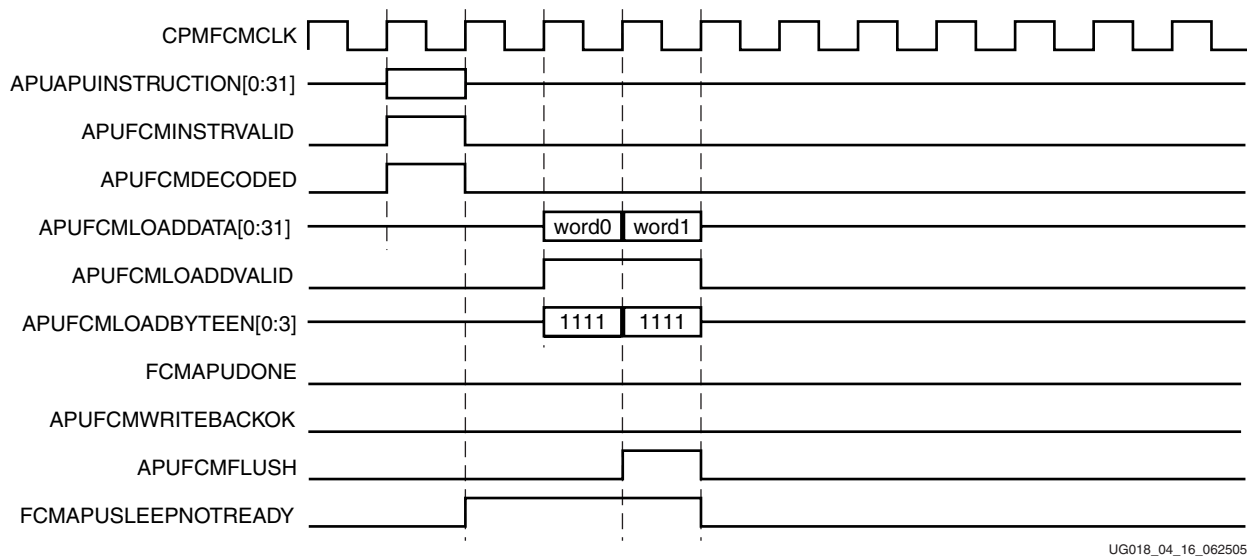 CPMFCMCLK
APUAPUINSTRUCTION[0:31]
APUFCMINSTRVALID
APUFCMDECODED
APUFCMLOADDATA[0:31] word0 word1
APUFCMLOADDVALID
APUFCMLOADBYTEEN[0:3] 1111 1111
FCMAPUDONE
APUFCMWRITEBACKOK
APUFCMFLUSH
FCMAPUSLEEPNOTREADY
UG018_04_16_062505